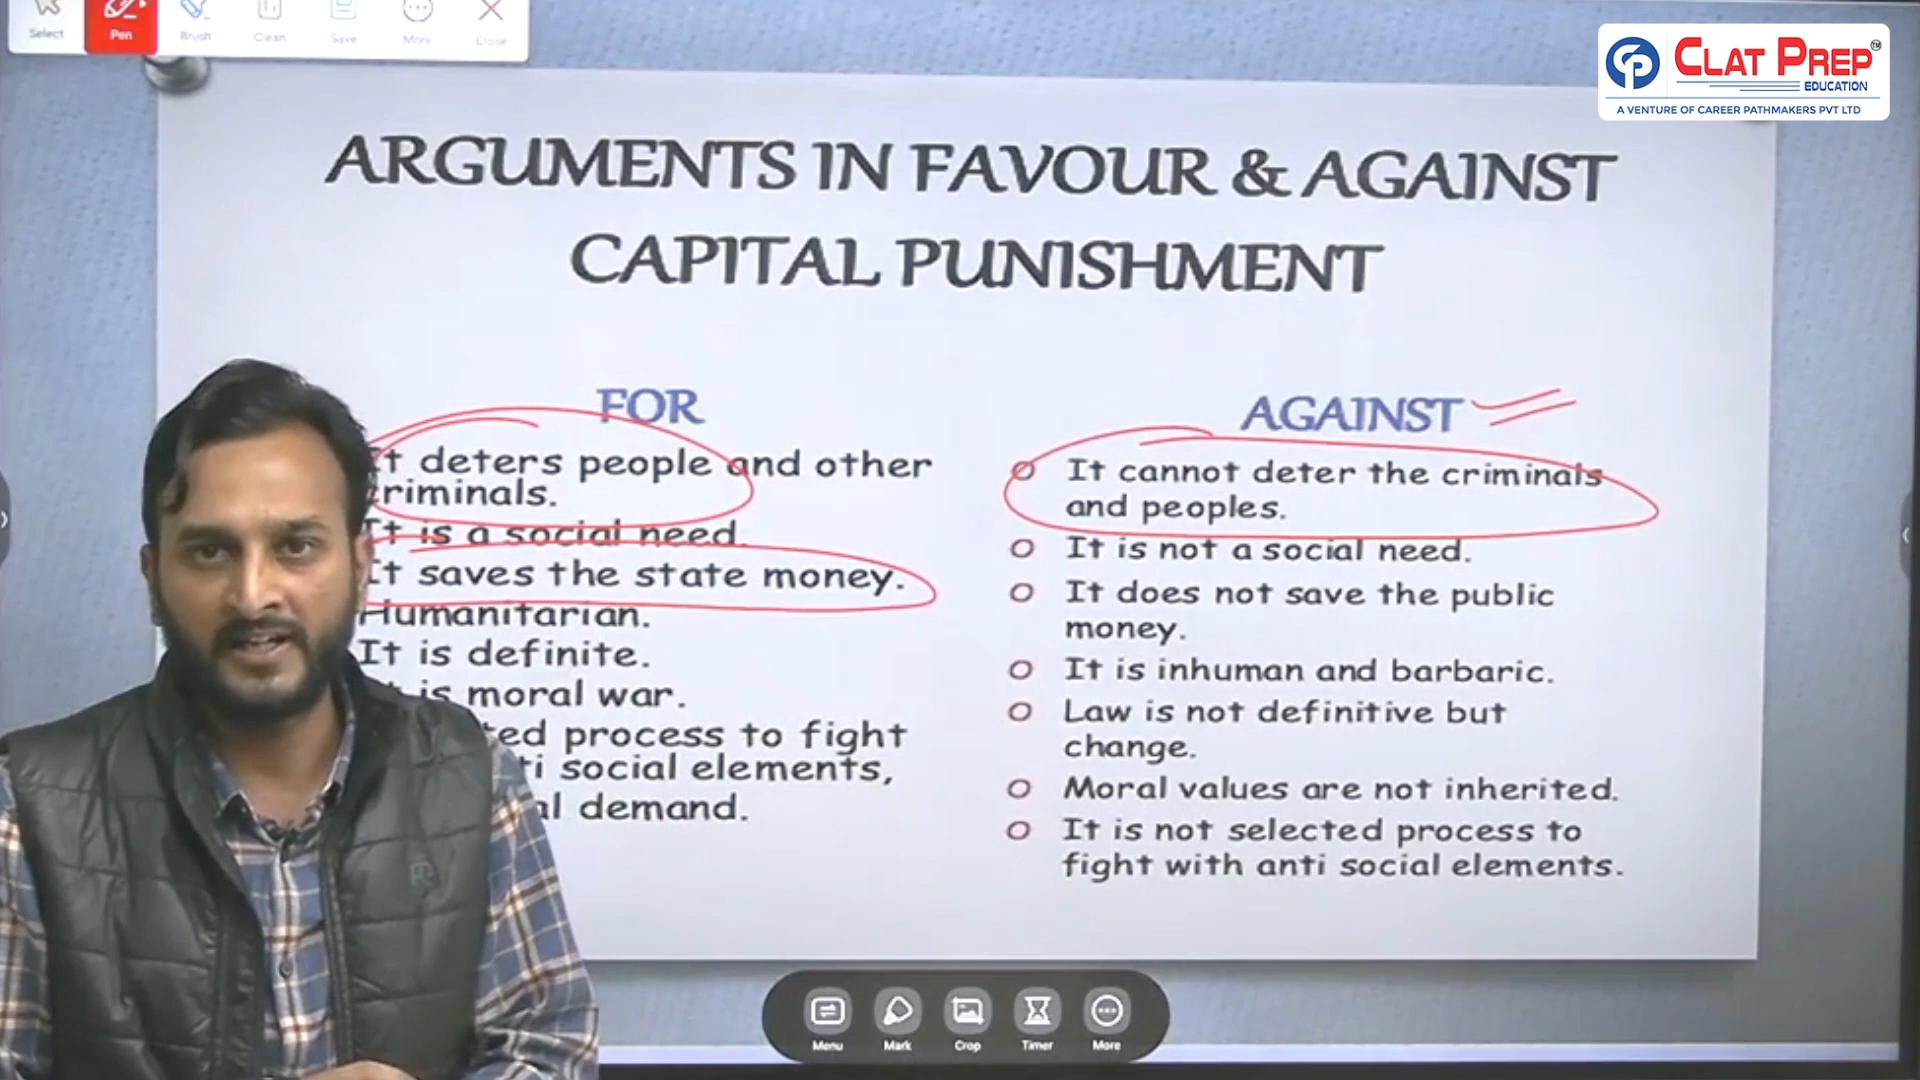 Select Pen Brush Clean Save More Close
CLAT PREP™
EDUCATION
A VENTURE OF CAREER PATHMAKERS PVT LTD
ARGUMENTS IN FAVOUR & AGAINST
CAPITAL PUNISHMENT
FOR
It deters people and other
criminals.
It is a social need.
It saves the state money.
Humanitarian.
It is definite.
is moral war.
process to fight
social elements,
demand.
AGAINST
It cannot deter the criminals
and peoples.
It is not a social need.
It does not save the public
money.
It is inhuman and barbaric.
Law is not definitive but
change.
Moral values are not inherited.
It is not selected process to
fight with anti social elements.
Menu Mark Crop Timer More